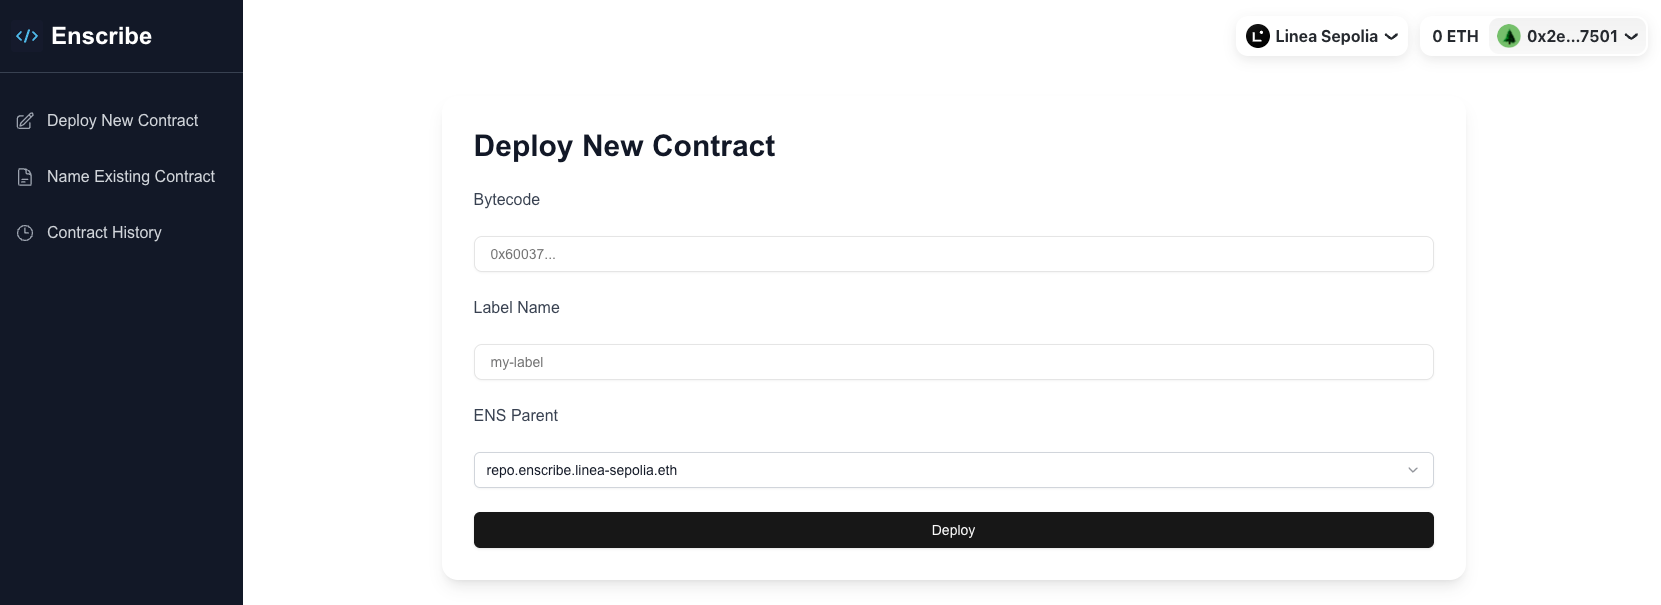 Enscribe
Linea Sepolia
0 ETH
0x2e...7501
Deploy New Contract
Name Existing Contract
Contract History
Deploy New Contract
Bytecode
0x60037...
Label Name
my-label
ENS Parent
repo.enscribe.linea-sepolia.eth
Deploy